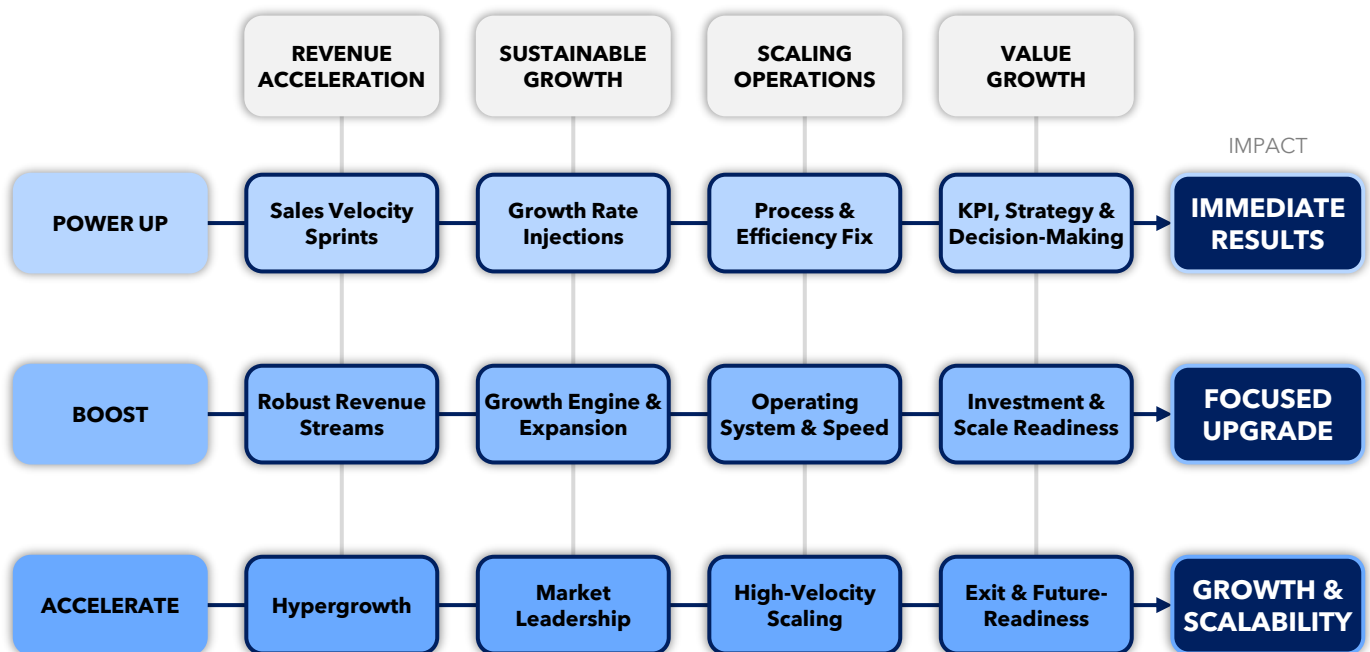 REVENUE
ACCELERATION
SUSTAINABLE
GROWTH
SCALING
OPERATIONS
VALUE
GROWTH
IMPACT
POWER UP
Sales Velocity
Sprints
Growth Rate
Injections
Process &
Efficiency Fix
KPI, Strategy &
Decision-Making
IMMEDIATE
RESULTS
BOOST
Robust Revenue
Streams
Growth Engine &
Expansion
Operating
System & Speed
Investment &
Scale Readiness
FOCUSED
UPGRADE
ACCELERATE
Hypergrowth
Market
Leadership
High-Velocity
Scaling
Exit & Future-
Readiness
GROWTH &
SCALABILITY